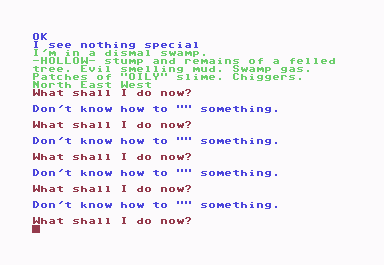 OK
I see nothing special
I'm in a dismal swamp.
-HOLLOW- stump and remains of a felled
tree. Evil smelling mud. Swamp gas.
Patches of "OILY" slime. Chiggers.
North East West
What shall I do now?
Don't know how to "" something.
What shall I do now?
Don't know how to "" something.
What shall I do now?
Don't know how to "" something.
What shall I do now?
Don't know how to "" something.
What shall I do now?